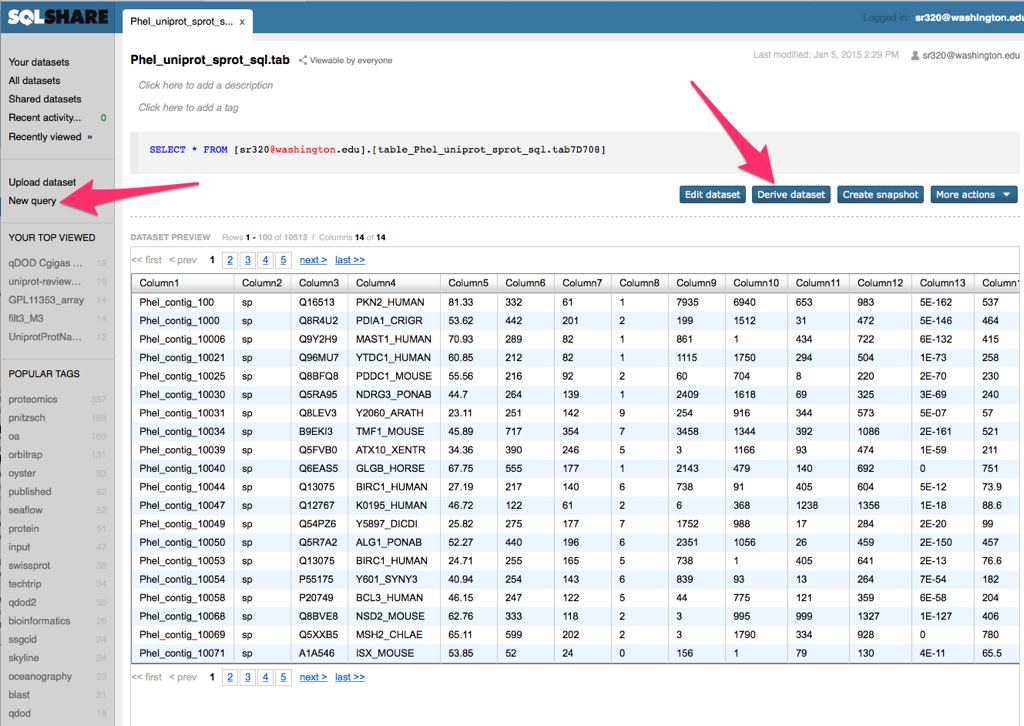 SQLSHARE
Phel_uniprot_sprot_s... x
Logged in: sr320@washington.edu
Your datasets
All datasets
Shared datasets
Recent activity... 0
Recently viewed »
Upload dataset
New query
YOUR TOP VIEWED
qDOD Cgigas ... 19
uniprot-review... 19
GPL11353_array 14
filt3_M3 14
UniprotProtNa... 12
POPULAR TAGS
proteomics 357
pnitzsch 189
oa 169
orbitrap 131
oyster 63
published 62
seaflow 52
protein 51
input 47
swissprot 38
techtrip 34
qdod2 30
bioinformatics 26
ssgcid 24
skyline 24
oceanography 23
blast 21
qdod 18
Phel_uniprot_sprot_sql.tab Viewable by everyone
Last modified: Jan 5, 2015 2:29 PM sr320@washington.edu
Click here to add a description
Click here to add a tag
SELECT * FROM [sr320@washington.edu].[table_Phel_uniprot_sprot_sql.tab7D708]
Edit dataset Derive dataset Create snapshot More actions
DATASET PREVIEW Rows 1 - 100 of 10513 | Columns 14 of 14
<< first < prev 1 2 3 4 5 next > last >>
Column1 Column2 Column3 Column4 Column5 Column6 Column7 Column8 Column9 Column10 Column11 Column12 Column13 Column1
Phel_contig_100 sp Q16513 PKN2_HUMAN 81.33 332 61 1 7935 6940 653 983 5E-162 537
Phel_contig_1000 sp Q8R4U2 PDIA1_CRIGR 53.62 442 201 2 199 1512 31 472 5E-146 464
Phel_contig_10006 sp Q9Y2H9 MAST1_HUMAN 70.93 289 82 1 861 1 434 722 6E-132 415
Phel_contig_10021 sp Q96MU7 YTDC1_HUMAN 60.85 212 82 1 1115 1750 294 504 1E-73 258
Phel_contig_10025 sp Q8BFQ8 PDDC1_MOUSE 55.56 216 92 2 60 704 8 220 2E-70 230
Phel_contig_10030 sp Q5RA95 NDRG3_PONAB 44.7 264 139 1 2409 1618 69 325 3E-69 240
Phel_contig_10031 sp Q8LEV3 Y2060_ARATH 23.11 251 142 9 254 916 344 573 5E-07 57
Phel_contig_10034 sp B9EKI3 TMF1_MOUSE 45.89 717 354 7 3458 1344 392 1086 2E-161 521
Phel_contig_10039 sp Q5FVB0 ATX10_XENTR 34.36 390 246 5 3 1166 93 474 1E-59 211
Phel_contig_10040 sp Q6EAS5 GLGB_HORSE 67.75 555 177 1 2143 479 140 692 0 751
Phel_contig_10044 sp Q13075 BIRC1_HUMAN 27.19 217 140 6 738 91 405 604 5E-12 73.9
Phel_contig_10047 sp Q12767 K0195_HUMAN 46.72 122 61 2 6 368 1238 1356 1E-18 88.6
Phel_contig_10049 sp Q54PZ6 Y5897_DICDI 25.82 275 177 7 1752 988 17 284 2E-20 99
Phel_contig_10050 sp Q5R7A2 ALG1_PONAB 52.27 440 196 6 2351 1056 26 459 2E-150 457
Phel_contig_10053 sp Q13075 BIRC1_HUMAN 24.71 259 165 5 738 1 405 641 2E-13 76.6
Phel_contig_10054 sp P55175 Y601_SYNY3 40.94 254 143 6 839 93 13 264 7E-54 182
Phel_contig_10058 sp P20749 BCL3_HUMAN 46.15 247 122 5 44 775 121 359 6E-58 204
Phel_contig_10068 sp Q8BVE8 NSD2_MOUSE 62.76 333 118 2 3 995 999 1327 1E-127 406
Phel_contig_10069 sp Q5XXB5 MSH2_CHLAE 65.11 599 202 2 3 1790 334 928 0 780
Phel_contig_10071 sp A1A546 ISX_MOUSE 53.85 52 24 0 156 1 79 130 4E-11 65.5
<< first < prev 1 2 3 4 5 next > last >>